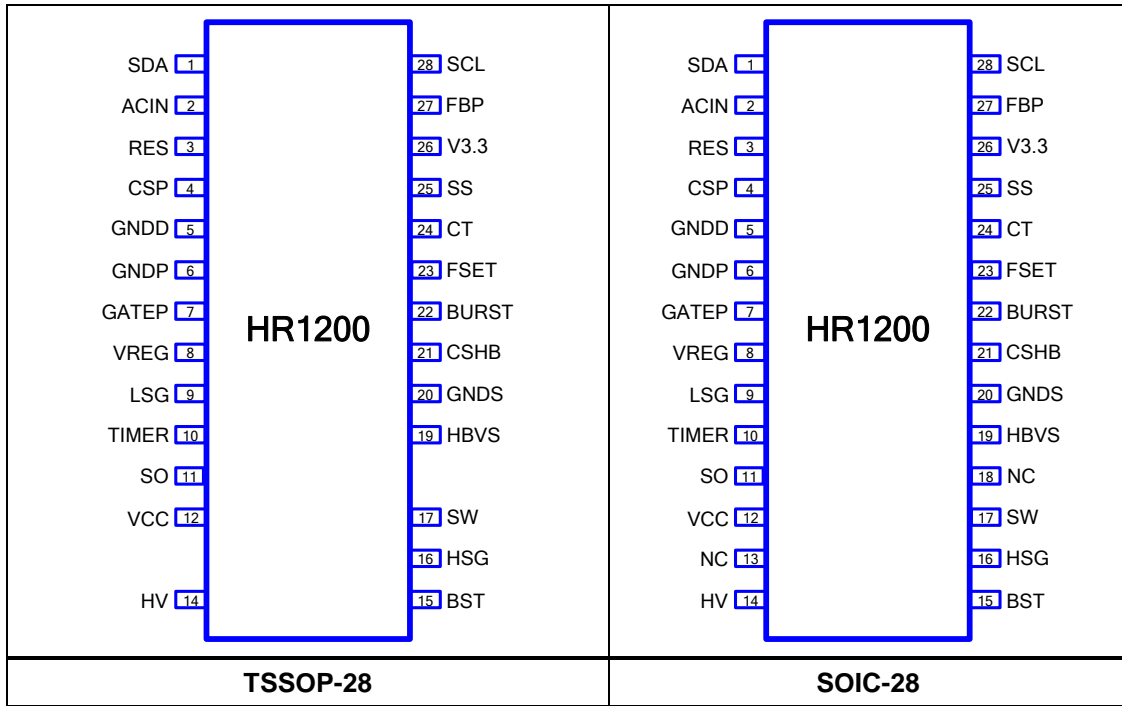 SDA 1 28 SCL
ACIN 2 27 FBP
RES 3 26 V3.3
CSP 4 25 SS
GNDD 5 24 CT
GNDP 6 23 FSET
GATEP 7 22 BURST
HR1200
VREG 8 21 CSHB
LSG 9 20 GNDS
TIMER 10 19 HBVS
SO 11
VCC 12 17 SW
16 HSG
HV 14 15 BST
TSSOP-28
SDA 1 28 SCL
ACIN 2 27 FBP
RES 3 26 V3.3
CSP 4 25 SS
GNDD 5 24 CT
GNDP 6 23 FSET
GATEP 7 22 BURST
HR1200
VREG 8 21 CSHB
LSG 9 20 GNDS
TIMER 10 19 HBVS
SO 11 18 NC
VCC 12 17 SW
NC 13 16 HSG
HV 14 15 BST
SOIC-28